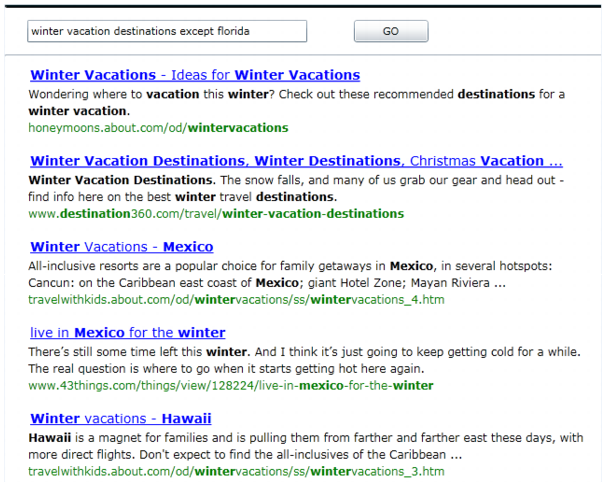 winter vacation destinations except florida
GO
Winter Vacations - Ideas for Winter Vacations
Wondering where to vacation this winter? Check out these recommended destinations for a
winter vacation.
honeymoons.about.com/od/wintervacations
Winter Vacation Destinations, Winter Destinations, Christmas Vacation ...
Winter Vacation Destinations. The snow falls, and many of us grab our gear and head out -
find info here on the best winter travel destinations.
www.destination360.com/travel/winter-vacation-destinations
Winter Vacations - Mexico
All-inclusive resorts are a popular choice for family getaways in Mexico, in several hotspots:
Cancun: on the Caribbean east coast of Mexico; giant Hotel Zone; Mayan Riviera ...
travelwithkids.about.com/od/wintervacations/ss/wintervacations_4.htm
live in Mexico for the winter
There's still some time left this winter. And I think it's just going to keep getting cold for a while.
The real question is where to go when it starts getting hot here again.
www.43things.com/things/view/128224/live-in-mexico-for-the-winter
Winter vacations - Hawaii
Hawaii is a magnet for families and is pulling them from farther and farther east these days, with
more direct flights. Don't expect to find the all-inclusives of the Caribbean ...
travelwithkids.about.com/od/wintervacations/ss/wintervacations_3.htm